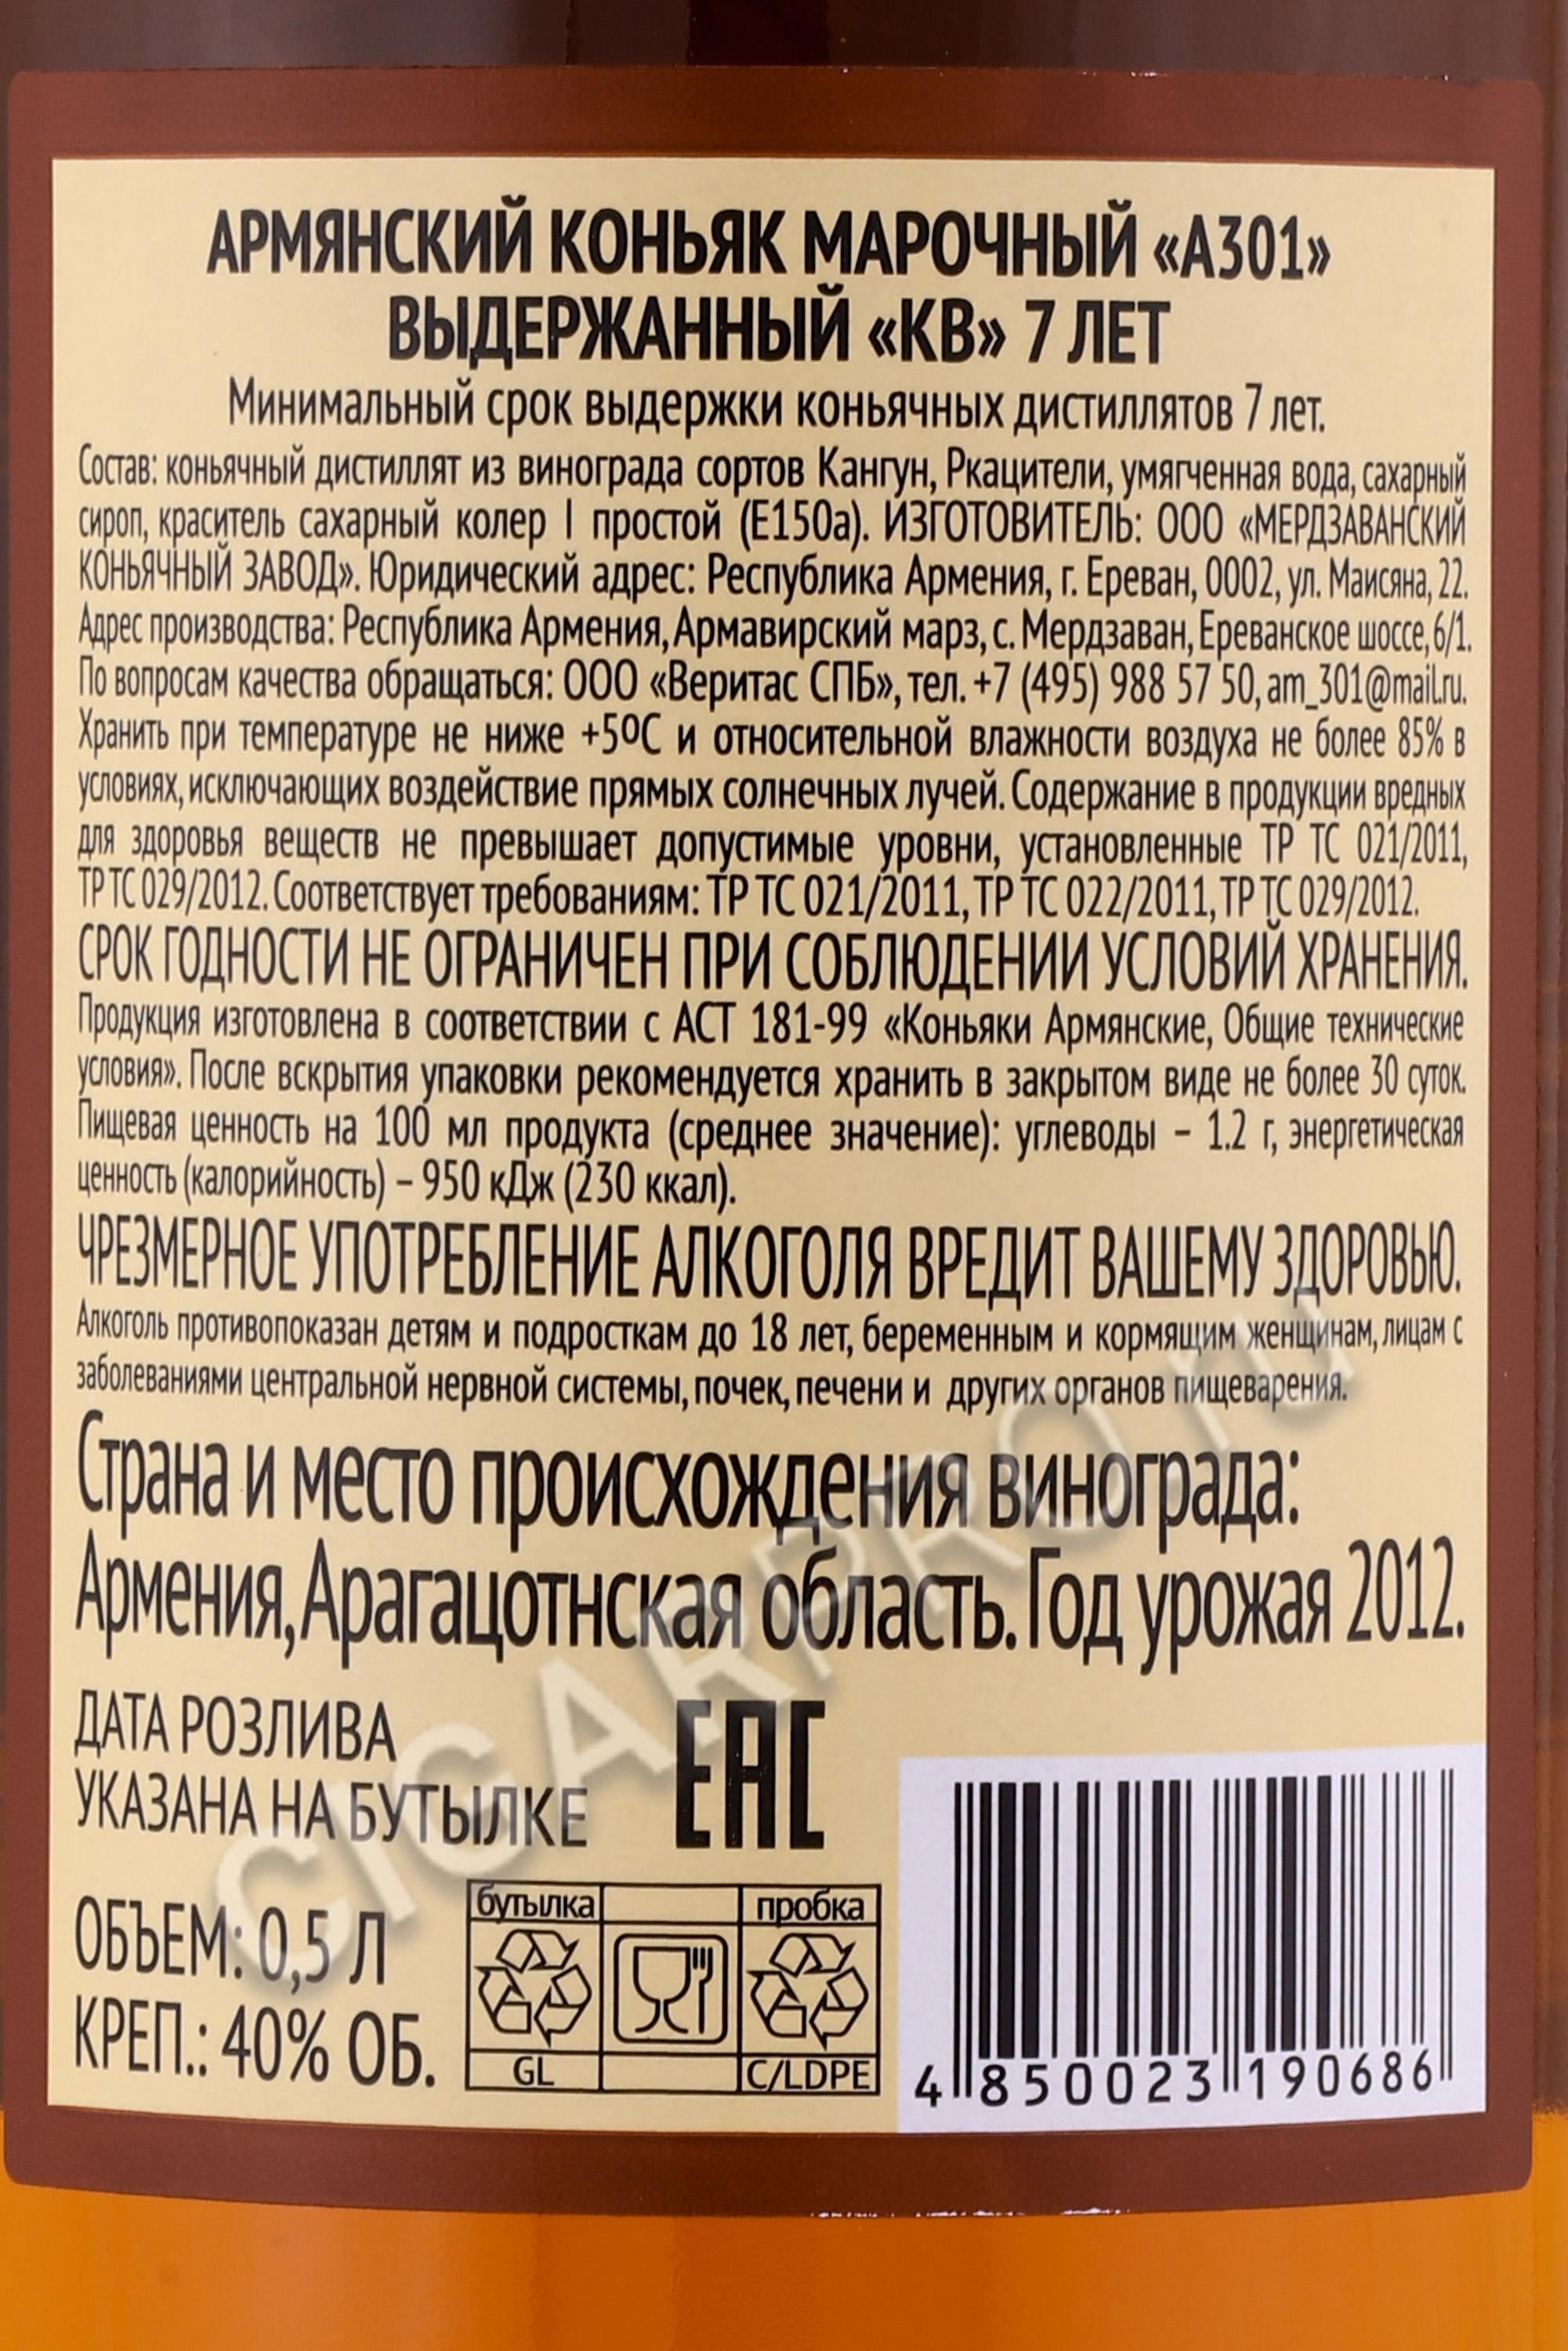 АРМЯНСКИЙ КОНЬЯК МАРОЧНЫЙ «А301»
ВЫДЕРЖАННЫЙ «КВ» 7 ЛЕТ
Минимальный срок выдержки коньячных дистиллятов 7 лет.
Состав: коньячный дистиллят из винограда сортов Кангун, Ркацители, умягченная вода, сахарный
сироп, краситель сахарный колер I простой (Е150а). ИЗГОТОВИТЕЛЬ: ООО «МЕРДЗАВАНСКИЙ
КОНЬЯЧНЫЙ ЗАВОД». Юридический адрес: Республика Армения, г. Ереван, 0002, ул. Маисяна, 22.
Адрес производства: Республика Армения, Армавирский марз, с. Мердзаван, Ереванское шоссе, 6/1.
По вопросам качества обращаться: ООО «Веритас СПБ», тел. +7 (495) 988 57 50, am_301@mail.ru.
Хранить при температуре не ниже +5ºС и относительной влажности воздуха не более 85% в
условиях, исключающих воздействие прямых солнечных лучей. Содержание в продукции вредных
для здоровья веществ не превышает допустимые уровни, установленные ТР ТС 021/2011,
ТР ТС 029/2012. Соответствует требованиям: ТР ТС 021/2011, ТР ТС 022/2011, ТР ТС 029/2012.
СРОК ГОДНОСТИ НЕ ОГРАНИЧЕН ПРИ СОБЛЮДЕНИИ УСЛОВИЙ ХРАНЕНИЯ.
Продукция изготовлена в соответствии с АСТ 181-99 «Коньяки Армянские, Общие технические
условия». После вскрытия упаковки рекомендуется хранить в закрытом виде не более 30 суток.
Пищевая ценность на 100 мл продукта (среднее значение): углеводы – 1.2 г, энергетическая
ценность (калорийность) – 950 кДж (230 ккал).
ЧРЕЗМЕРНОЕ УПОТРЕБЛЕНИЕ АЛКОГОЛЯ ВРЕДИТ ВАШЕМУ ЗДОРОВЬЮ.
Алкоголь противопоказан детям и подросткам до 18 лет, беременным и кормящим женщинам, лицам с
заболеваниями центральной нервной системы, почек, печени и других органов пищеварения.
Страна и место происхождения винограда:
Армения, Арагацотнская область. Год урожая 2012.
ДАТА РОЗЛИВА
УКАЗАНА НА БУТЫЛКЕ
EAC
ОБЪЕМ: 0,5 Л
КРЕП.: 40% ОБ.
бутылка
пробка
GL
C/LDPE
4 850023 190686
CIGARPRO.ru